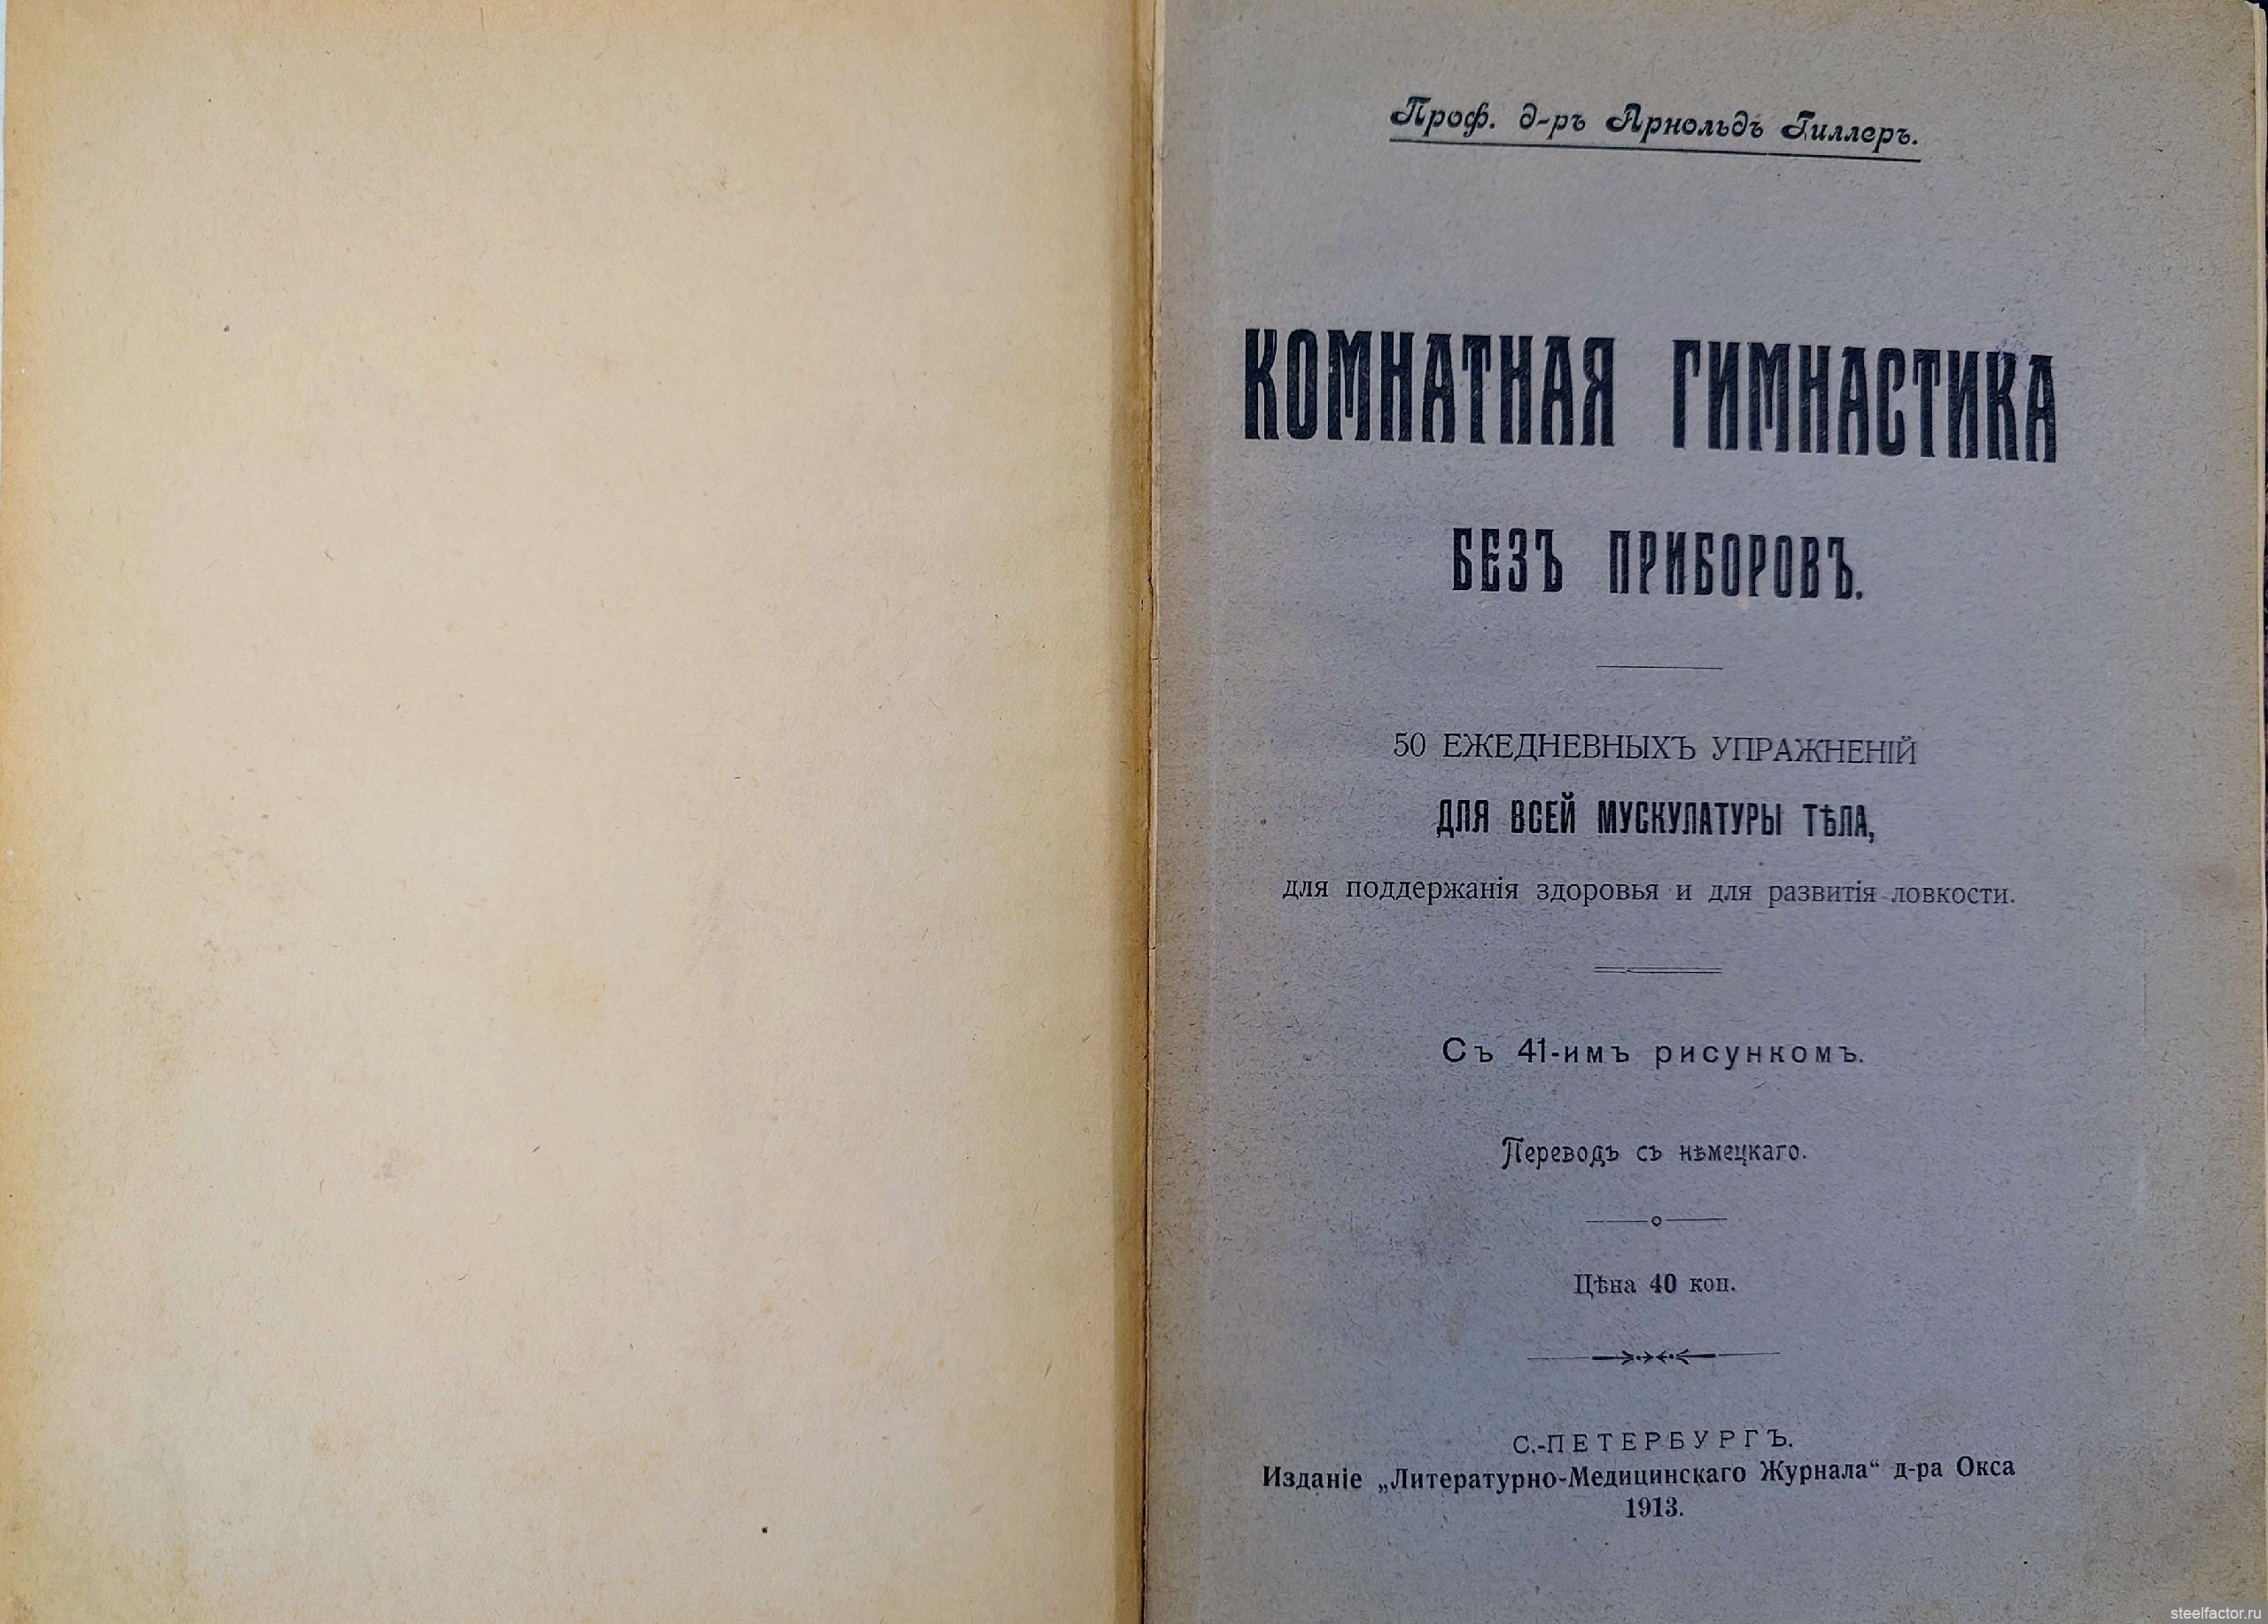 Проф. д-ръ Арнольдъ Гиллеръ.
КОМНАТНАЯ ГИМНАСТИКА
БЕЗЪ ПРИБОРОВЪ.
50 ЕЖЕДНЕВНЫХЪ УПРАЖНЕНІЙ
ДЛЯ ВСЕЙ МУСКУЛАТУРЫ ТѢЛА,
для поддержанія здоровья и для развитія ловкости.
Съ 41-имъ рисункомъ.
Переводъ съ нѣмецкаго.
Цѣна 40 коп.
С.-ПЕТЕРБУРГЪ.
Изданіе „Литературно-Медицинскаго Журнала“ д-ра Окса
1913.
steelfactor.ru